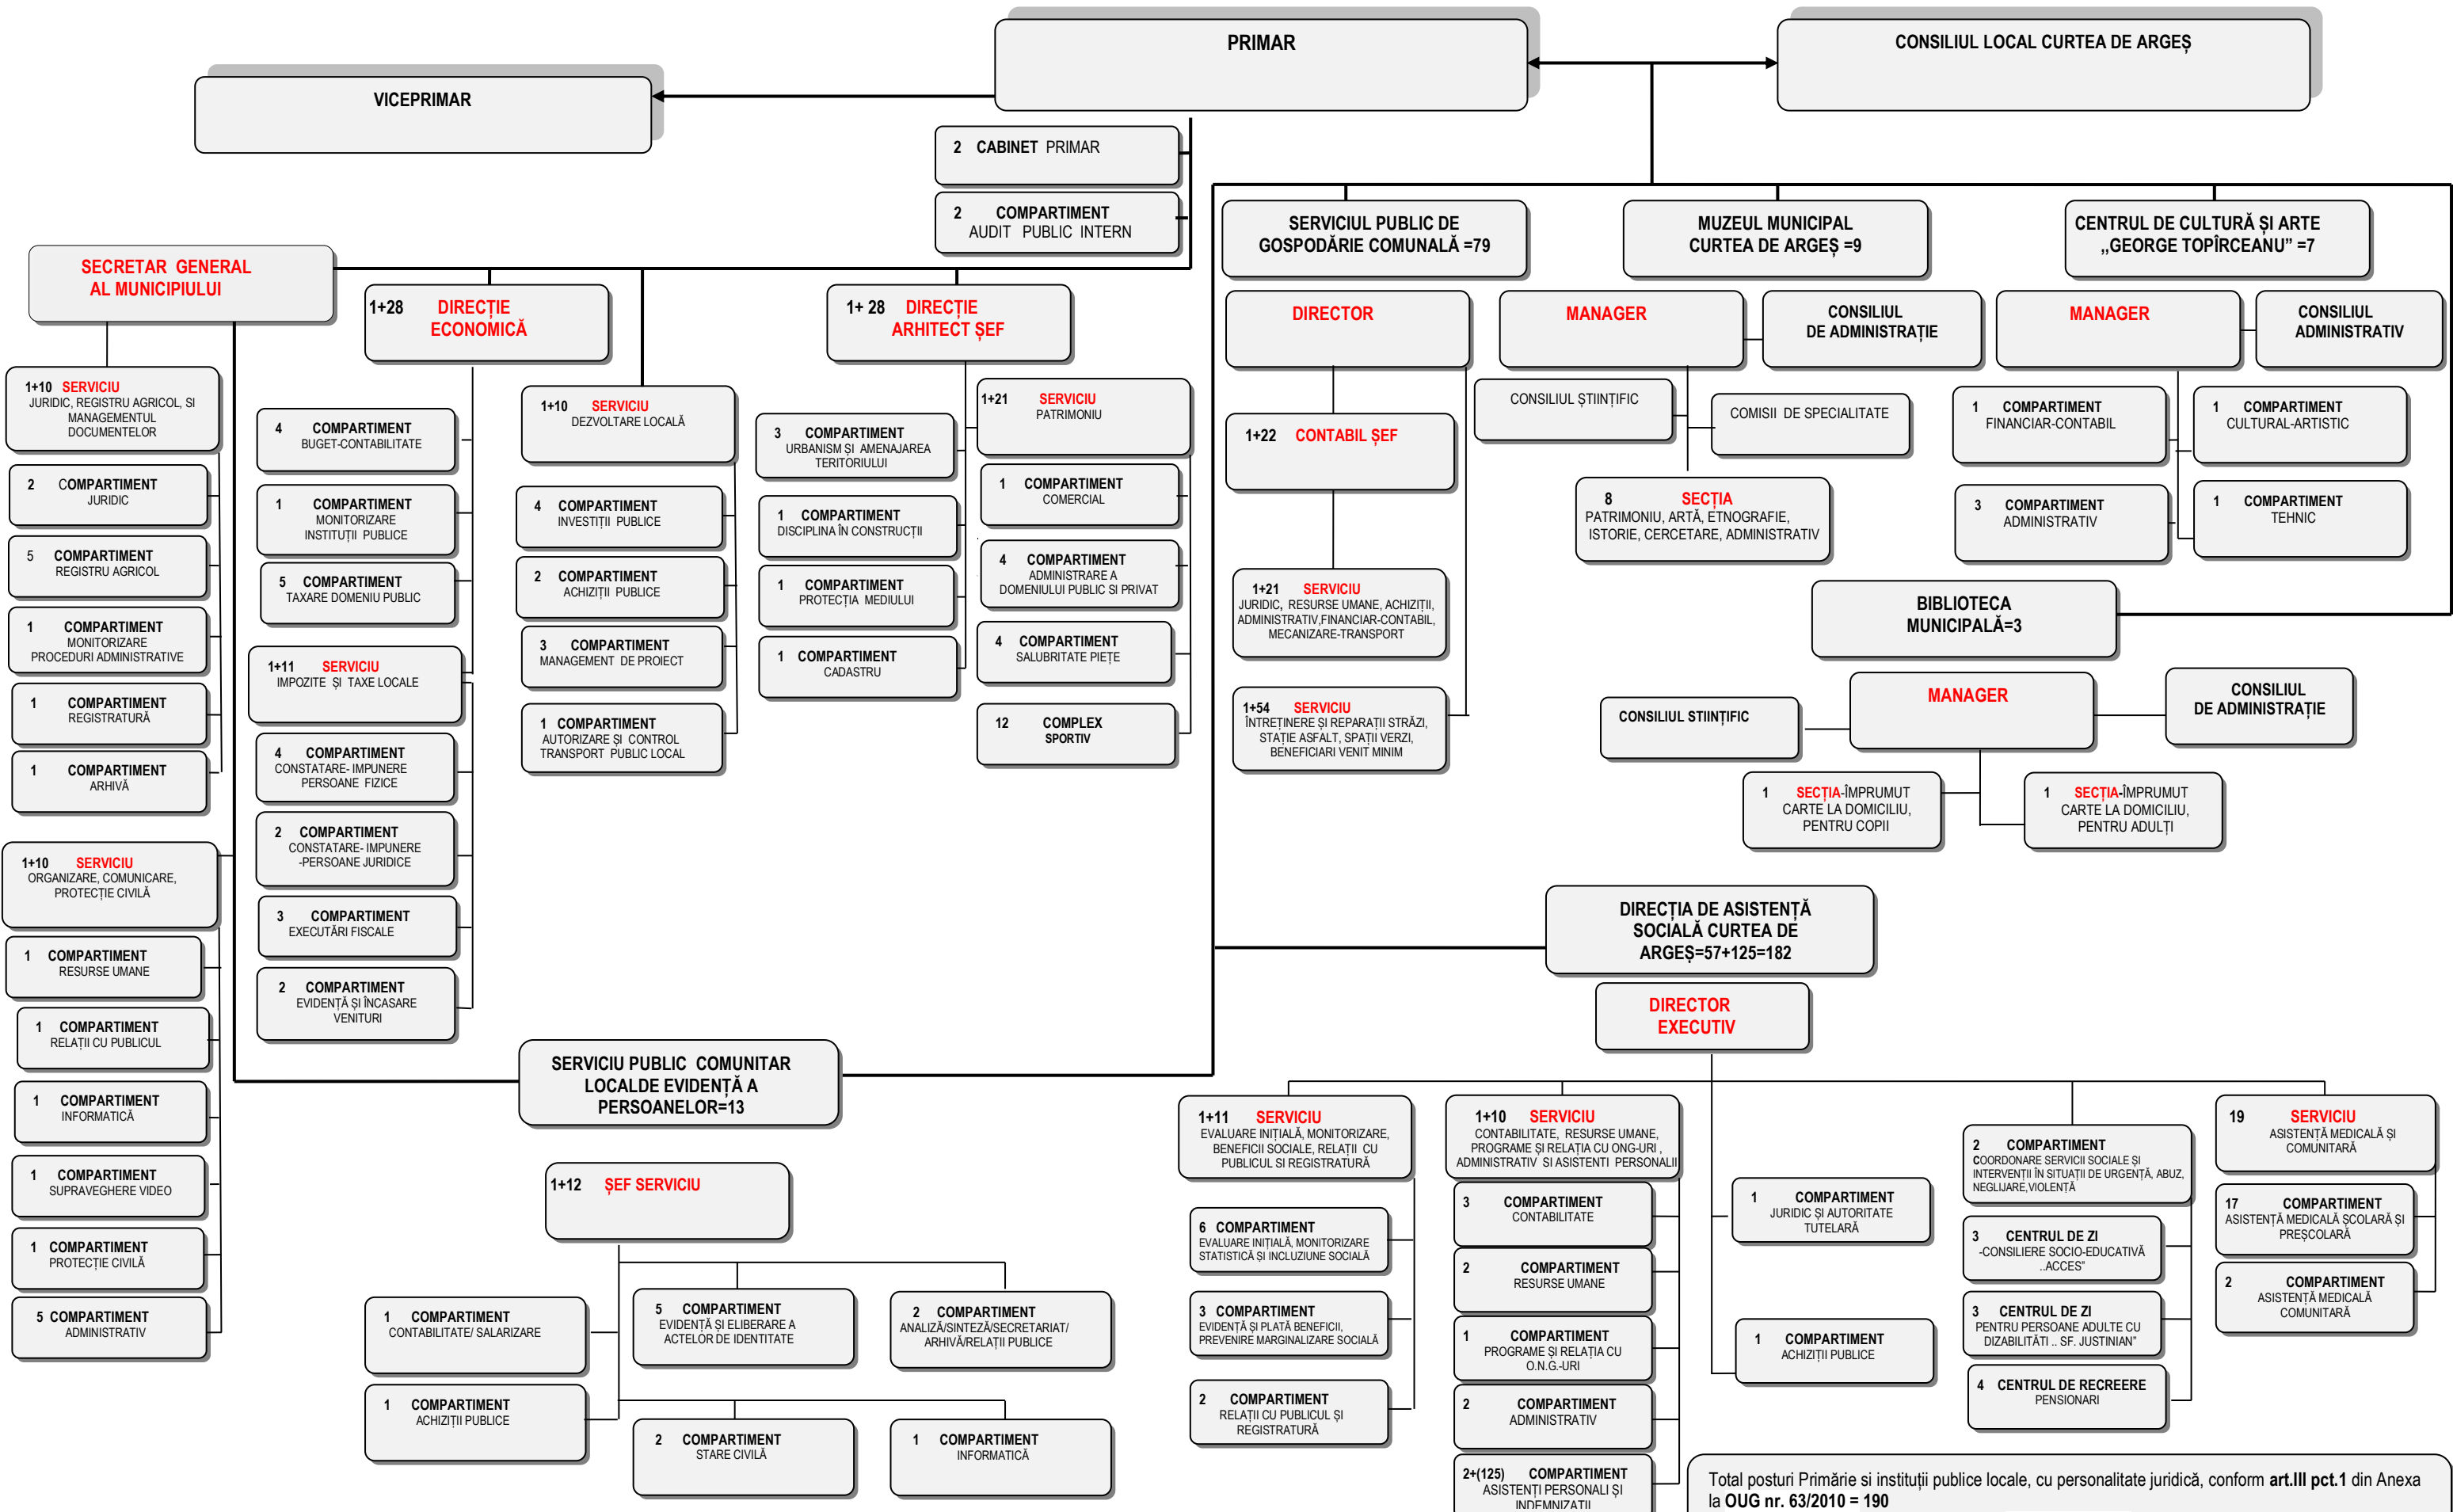 PRIMAR
CONSILIUL LOCAL CURTEA DE ARGEȘ
VICEPRIMAR
2 CABINET PRIMAR
2 COMPARTIMENT
AUDIT PUBLIC INTERN
SECRETAR GENERAL
AL MUNICIPIULUI
1+10 SERVICIU
JURIDIC, REGISTRU AGRICOL, SI
MANAGEMENTUL
DOCUMENTELOR
2 COMPARTIMENT
JURIDIC
5 COMPARTIMENT
REGISTRU AGRICOL
1 COMPARTIMENT
MONITORIZARE
PROCEDURI ADMINISTRATIVE
1 COMPARTIMENT
REGISTRATURĂ
1 COMPARTIMENT
ARHIVĂ
1+10 SERVICIU
ORGANIZARE, COMUNICARE,
PROTECȚIE CIVILĂ
1 COMPARTIMENT
RESURSE UMANE
1 COMPARTIMENT
RELAȚII CU PUBLICUL
1 COMPARTIMENT
INFORMATICĂ
1 COMPARTIMENT
SUPRAVEGHERE VIDEO
1 COMPARTIMENT
PROTECȚIE CIVILĂ
5 COMPARTIMENT
ADMINISTRATIV
1+28 DIRECȚIE
ECONOMICĂ
4 COMPARTIMENT
BUGET-CONTABILITATE
1 COMPARTIMENT
MONITORIZARE
INSTITUȚII PUBLICE
5 COMPARTIMENT
TAXARE DOMENIU PUBLIC
1+11 SERVICIU
IMPOZITE ȘI TAXE LOCALE
4 COMPARTIMENT
CONSTATARE- IMPUNERE
PERSOANE FIZICE
2 COMPARTIMENT
CONSTATARE- IMPUNERE
-PERSOANE JURIDICE
3 COMPARTIMENT
EXECUTĂRI FISCALE
2 COMPARTIMENT
EVIDENȚĂ ȘI ÎNCASARE
VENITURI
1+10 SERVICIU
DEZVOLTARE LOCALĂ
4 COMPARTIMENT
INVESTIȚII PUBLICE
2 COMPARTIMENT
ACHIZIȚII PUBLICE
3 COMPARTIMENT
MANAGEMENT DE PROIECT
1 COMPARTIMENT
AUTORIZARE ȘI CONTROL
TRANSPORT PUBLIC LOCAL
1+ 28 DIRECȚIE
ARHITECT ȘEF
3 COMPARTIMENT
URBANISM ȘI AMENAJAREA
TERITORIULUI
1 COMPARTIMENT
DISCIPLINA ÎN CONSTRUCȚII
1 COMPARTIMENT
PROTECȚIA MEDIULUI
1 COMPARTIMENT
CADASTRU
1+21 SERVICIU
PATRIMONIU
1 COMPARTIMENT
COMERCIAL
4 COMPARTIMENT
ADMINISTRARE A
DOMENIULUI PUBLIC SI PRIVAT
4 COMPARTIMENT
SALUBRITATE PIEȚE
12 COMPLEX
SPORTIV
SERVICIUL PUBLIC DE
GOSPODĂRIE COMUNALĂ =79
DIRECTOR
1+22 CONTABIL ȘEF
1+21 SERVICIU
JURIDIC, RESURSE UMANE, ACHIZIȚII,
ADMINISTRATIV,FINANCIAR-CONTABIL,
MECANIZARE-TRANSPORT
1+54 SERVICIU
ÎNTREȚINERE ȘI REPARAȚII STRĂZI,
STAȚIE ASFALT, SPAȚII VERZI,
BENEFICIARI VENIT MINIM
MUZEUL MUNICIPAL
CURTEA DE ARGEȘ =9
MANAGER
CONSILIUL
DE ADMINISTRAȚIE
CONSILIUL ȘTIINȚIFIC
COMISII DE SPECIALITATE
8 SECȚIA
PATRIMONIU, ARTĂ, ETNOGRAFIE,
ISTORIE, CERCETARE, ADMINISTRATIV
CENTRUL DE CULTURĂ ȘI ARTE
,,GEORGE TOPÎRCEANU” =7
MANAGER
CONSILIUL
ADMINISTRATIV
1 COMPARTIMENT
FINANCIAR-CONTABIL
1 COMPARTIMENT
CULTURAL-ARTISTIC
3 COMPARTIMENT
ADMINISTRATIV
1 COMPARTIMENT
TEHNIC
BIBLIOTECA
MUNICIPALĂ=3
MANAGER
CONSILIUL STIINȚIFIC
CONSILIUL
DE ADMINISTRAȚIE
1 SECȚIA-ÎMPRUMUT
CARTE LA DOMICILIU,
PENTRU COPII
1 SECȚIA-ÎMPRUMUT
CARTE LA DOMICILIU,
PENTRU ADULȚI
SERVICIU PUBLIC COMUNITAR
LOCALDE EVIDENȚĂ A
PERSOANELOR=13
1+12 ȘEF SERVICIU
1 COMPARTIMENT
CONTABILITATE/ SALARIZARE
5 COMPARTIMENT
EVIDENȚĂ ȘI ELIBERARE A
ACTELOR DE IDENTITATE
2 COMPARTIMENT
ANALIZĂ/SINTEZĂ/SECRETARIAT/
ARHIVĂ/RELAȚII PUBLICE
1 COMPARTIMENT
ACHIZIȚII PUBLICE
2 COMPARTIMENT
STARE CIVILĂ
1 COMPARTIMENT
INFORMATICĂ
DIRECȚIA DE ASISTENȚĂ
SOCIALĂ CURTEA DE
ARGEȘ=57+125=182
DIRECTOR
EXECUTIV
1+11 SERVICIU
EVALUARE INIȚIALĂ, MONITORIZARE,
BENEFICII SOCIALE, RELAȚII CU
PUBLICUL SI REGISTRATURĂ
6 COMPARTIMENT
EVALUARE INIȚIALĂ, MONITORIZARE
STATISTICĂ ȘI INCLUZIUNE SOCIALĂ
3 COMPARTIMENT
EVIDENȚĂ ȘI PLATĂ BENEFICII,
PREVENIRE MARGINALIZARE SOCIALĂ
2 COMPARTIMENT
RELAȚII CU PUBLICUL ȘI
REGISTRATURĂ
1+10 SERVICIU
CONTABILITATE, RESURSE UMANE,
PROGRAME ȘI RELAȚIA CU ONG-URI ,
ADMINISTRATIV SI ASISTENTI PERSONALII
3 COMPARTIMENT
CONTABILITATE
2 COMPARTIMENT
RESURSE UMANE
1 COMPARTIMENT
PROGRAME ȘI RELAȚIA CU
O.N.G.-URI
2 COMPARTIMENT
ADMINISTRATIV
2+(125) COMPARTIMENT
ASISTENȚI PERSONALI ȘI
INDEMNIZAȚII
1 COMPARTIMENT
JURIDIC ȘI AUTORITATE
TUTELARĂ
1 COMPARTIMENT
ACHIZIȚII PUBLICE
2 COMPARTIMENT
COORDONARE SERVICII SOCIALE ȘI
INTERVENȚII ÎN SITUAȚII DE URGENȚĂ, ABUZ,
NEGLIJARE,VIOLENȚĂ
3 CENTRUL DE ZI
-CONSILIERE SOCIO-EDUCATIVĂ
,,ACCES”
3 CENTRUL DE ZI
PENTRU PERSOANE ADULTE CU
DIZABILITĂTI ,, SF. JUSTINIAN”
4 CENTRUL DE RECREERE
PENSIONARI
19 SERVICIU
ASISTENȚĂ MEDICALĂ ȘI
COMUNITARĂ
17 COMPARTIMENT
ASISTENȚĂ MEDICALĂ ȘCOLARĂ ȘI
PREȘCOLARĂ
2 COMPARTIMENT
ASISTENȚĂ MEDICALĂ
COMUNITARĂ
Total posturi Primărie si instituții publice locale, cu personalitate juridică, conform art.III pct.1 din Anexa
la OUG nr. 63/2010 = 190